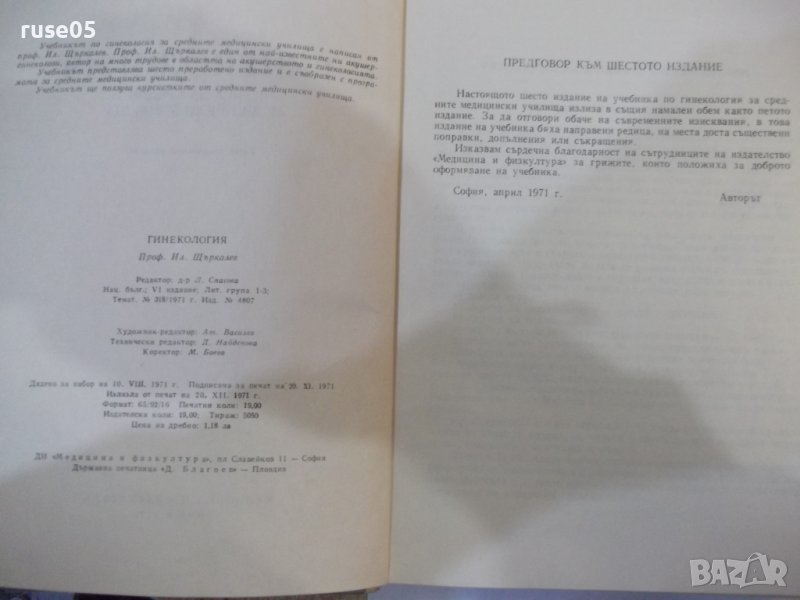 ruse05
Учебникът по гинекология за средните медицински училища е написан от
проф. Ил. Щъркалев. Проф. Ил. Щъркалев е един от най-известните ни акушер-
гинеколози, автор на много трудове в областта на акушерството и гинекологията.
Учебникът представлява шесто преработено издание и е съобразен с програ-
мата за средните медицински училища.
Учебникът ще ползува курсистките от средните медицински училища.
ГИНЕКОЛОГИЯ
Проф. Ил. Щъркалев
Редактор д-р Л. Спасова
Нац. бълг.; VI издание; Лит. група I-3;
Темат. № 318/1971 г. Изд. № 4807
Художник-редактор: Ат. Василев
Технически редактор: Л. Найденова
Коректор: М. Боева
Дадено за набор на 10. VIII. 1971 г. Подписана за печат на 20. XI. 1971
Излязла от печат на 28. XII. 1971 г.
Формат: 65/92/16 Печатни коли: 19,00
Издателски коли: 19,00; Тираж: 5050
Цена на дребно: 1,18 лв
ДИ «Медицина и физкултура», пл Славейков 11 — София
Държавна печатница «Д. Благоев» — Пловдив
ПРЕДГОВОР КЪМ ШЕСТОТО ИЗДАНИЕ
Настоящото шесто издание на учебника по гинекология за сред-
ните медицински училища излиза в същия намален обем както петото
издание. За да отговори обаче на съвременните изисквания, в това
издание на учебника бяха направени редица, на места доста съществени
поправки, допълнения или съкращения.
Изказвам сърдечна благодарност на сътрудниците на издателство
«Медицина и физкултура» за грижите, които положиха за доброто
оформяване на учебника.
София, април 1971 г. Авторът
BAZAR